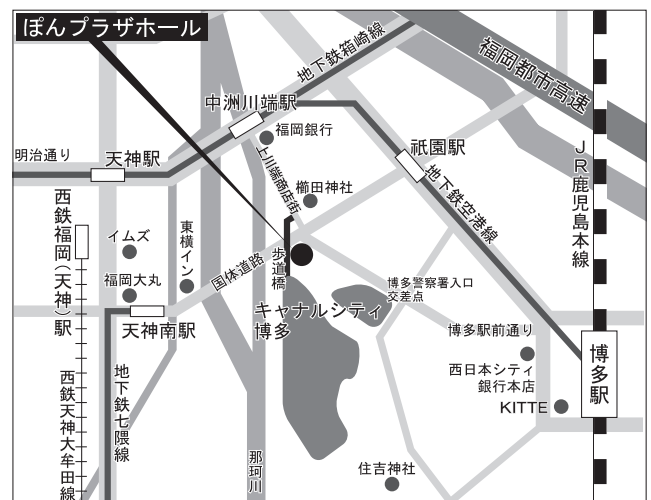 ぽんプラザホール
地下鉄箱崎線
福岡都市高速
中洲川端駅
福岡銀行
祇園駅
JR鹿児島本線
明治通り
天神駅
上川端商店街
櫛田神社
地下鉄空港線
西鉄福岡(天神)駅
イムズ
東横イン
福岡大丸
国体道路
歩道橋
博多警察署入口
交差点
キャナルシティ
博多
天神南駅
博多駅前通り
博多駅
西日本シティ
銀行本店
KITTE
地下鉄七隈線
西鉄天神大牟田線
那珂川
住吉神社